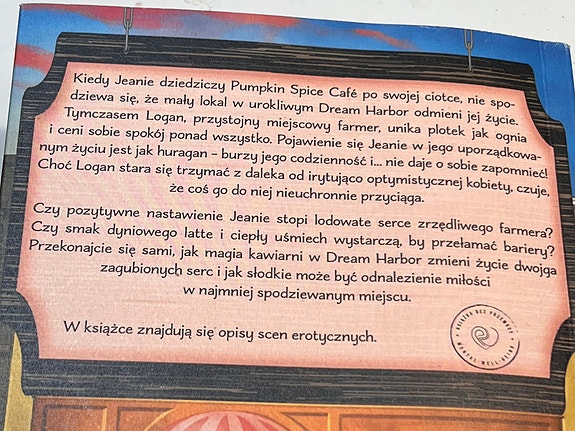 Kiedy Jeanie dziedziczy Pumpkin Spice Café po swojej ciotce, nie spo-
dziewa się, że mały lokal w urokliwym Dream Harbor odmieni jej życie.
Tymczasem Logan, przystojny miejscowy farmer, unika plotek jak ognia
i ceni sobie spokój ponad wszystko. Pojawienie się Jeanie w jego uporządkowa-
nym życiu jest jak huragan – burzy jego codzienność i... nie daje o sobie zapomnieć!
Choć Logan stara się trzymać z daleka od irytująco optymistycznej kobiety, czuje,
że coś go do niej nieuchronnie przyciąga.
Czy pozytywne nastawienie Jeanie stopi lodowate serce zrzędliwego farmera?
Czy smak dyniowego latte i ciepły uśmiech wystarczą, by przełamać bariery?
Przekonajcie się sami, jak magia kawiarni w Dream Harbor zmieni życie dwojga
zagubionych serc i jak słodkie może być odnalezienie miłości
w najmniej spodziewanym miejscu.
W książce znajdują się opisy scen erotycznych.
KSIĄŻKA BEZ PRZEMOCY
MENTAL WELL-BEING